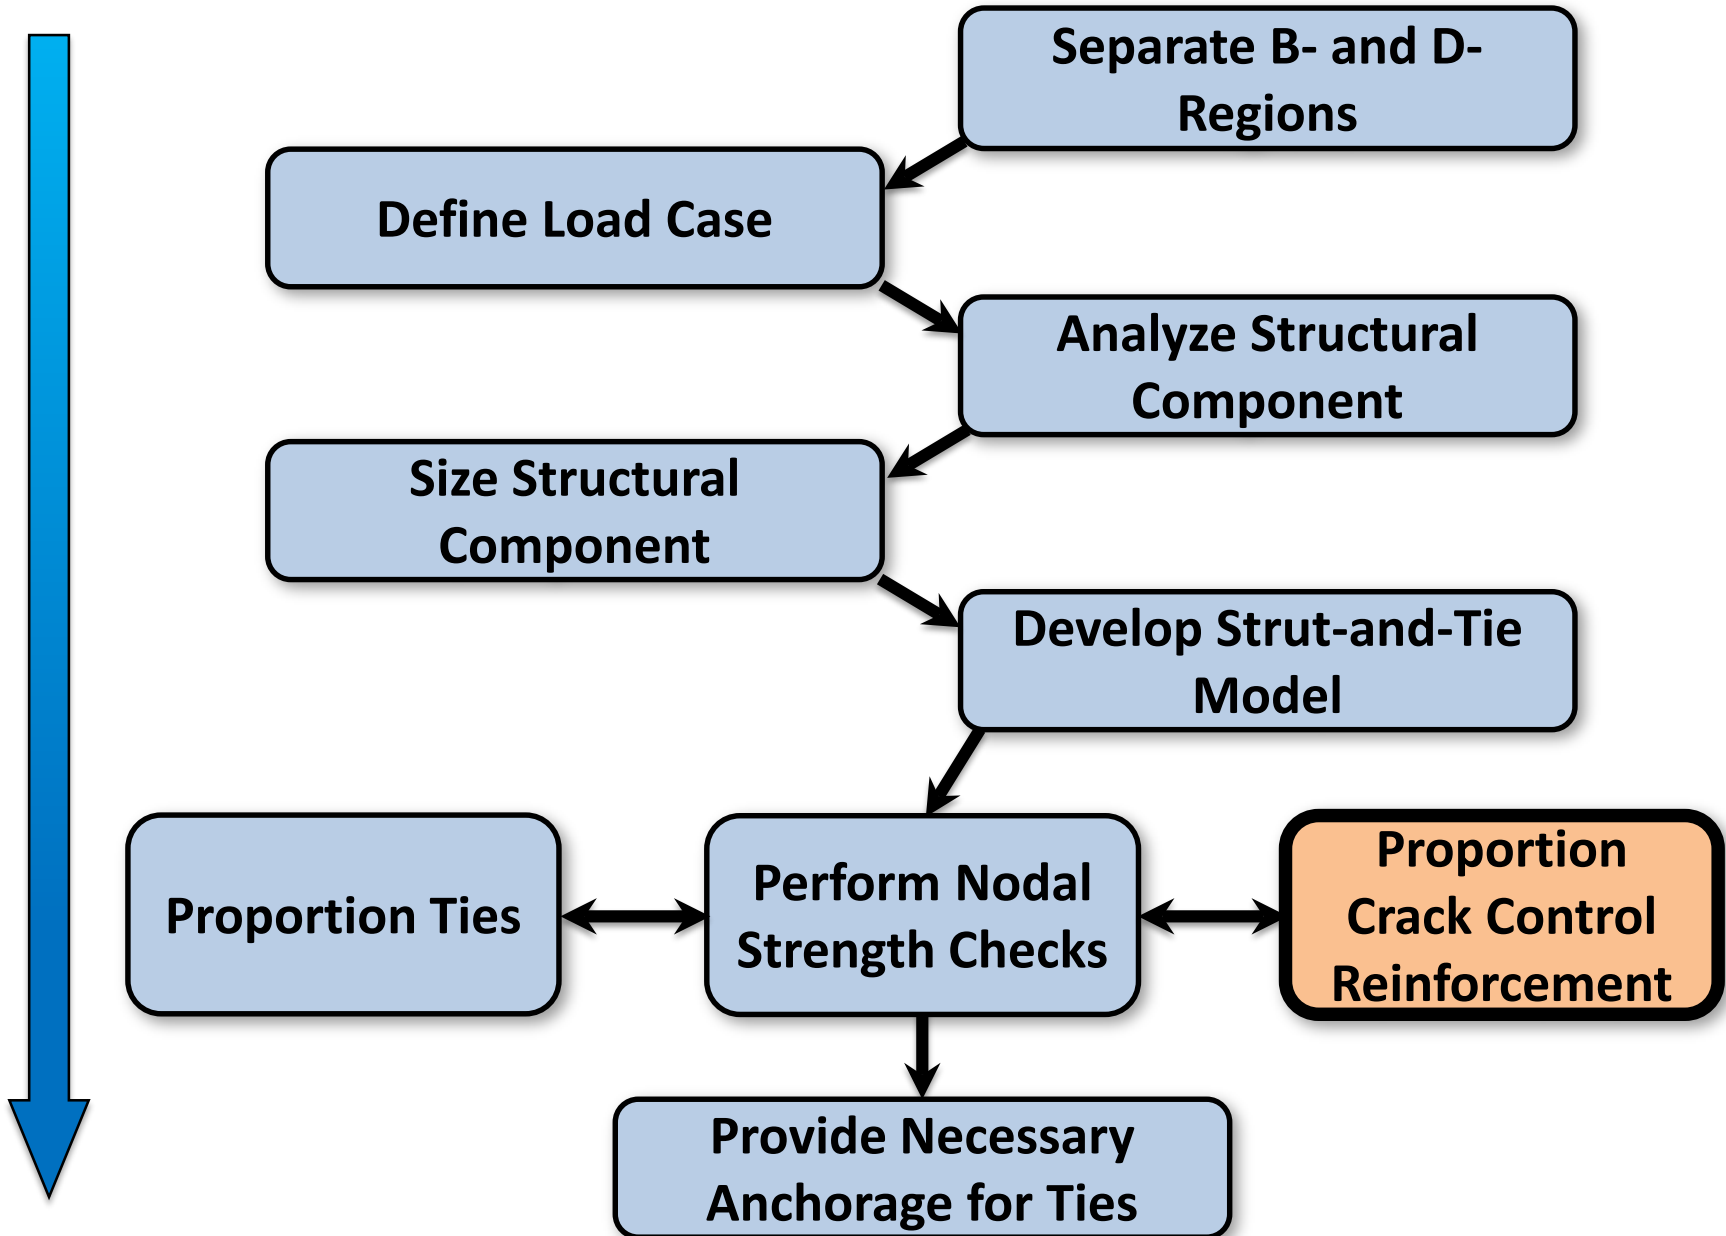 Separate B- and D-
Regions
Define Load Case
Analyze Structural
Component
Size Structural
Component
Develop Strut-and-Tie
Model
Proportion Ties
Perform Nodal
Strength Checks
Proportion
Crack Control
Reinforcement
Provide Necessary
Anchorage for Ties